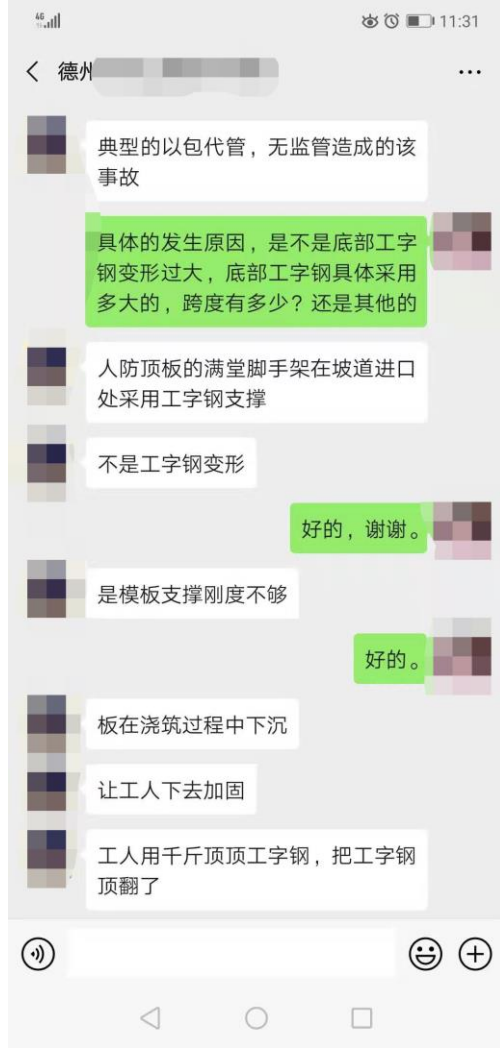 46
11:31
德州
典型的以包代管，无监管造成的该
事故
具体的发生原因，是不是底部工字
钢变形过大，底部工字钢具体采用
多大的，跨度有多少？还是其他的
人防顶板的满堂脚手架在坡道进口
处采用工字钢支撑
不是工字钢变形
好的，谢谢。
是模板支撑刚度不够
好的。
板在浇筑过程中下沉
让工人下去加固
工人用千斤顶顶工字钢，把工字钢
顶翻了